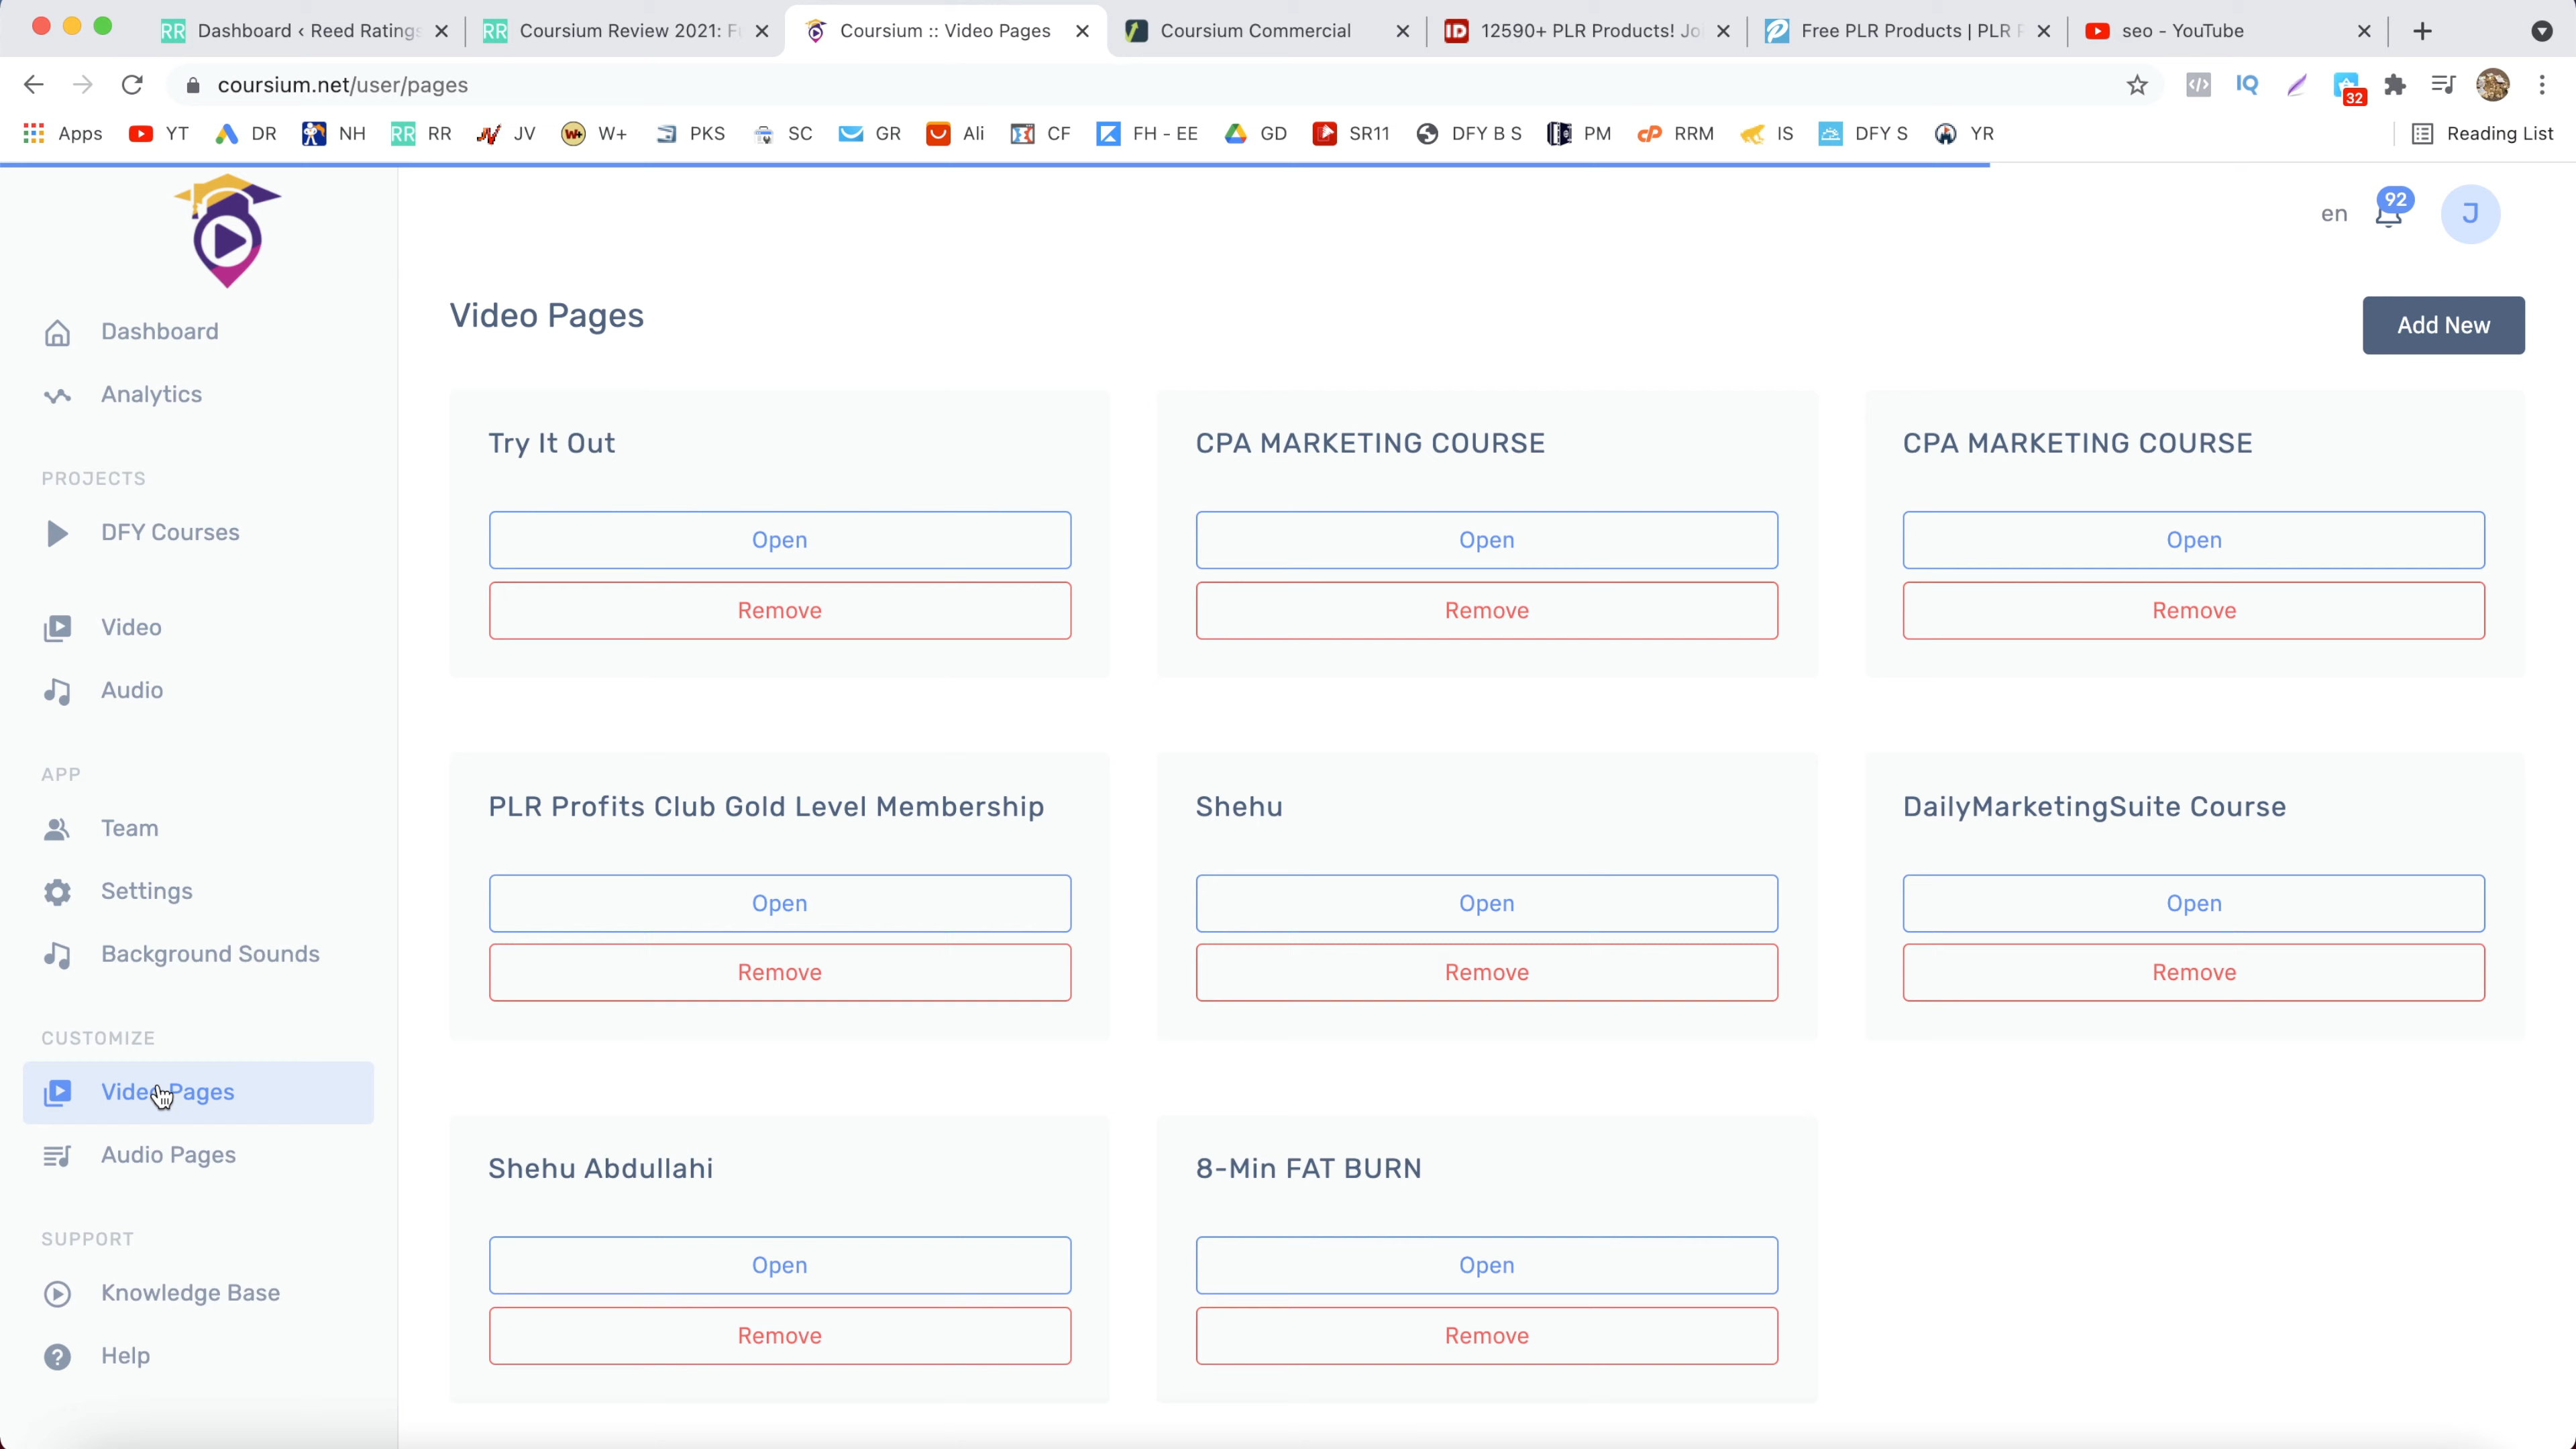 Dashboard ‹ Reed Ratings
Coursium Review 2021: Fu
Coursium :: Video Pages
Coursium Commercial
12590+ PLR Products! Joi
Free PLR Products | PLR P
seo - YouTube
coursium.net/user/pages
32
Apps YT DR NH RR JV W+ PKS SC GR Ali CF FH - EE GD SR11 DFY B S PM RRM IS DFY S YR Reading List
en 92 J
Dashboard
Analytics
PROJECTS
DFY Courses
Video
Audio
APP
Team
Settings
Background Sounds
CUSTOMIZE
Video Pages
Audio Pages
SUPPORT
Knowledge Base
Help
Video Pages
Add New
Try It Out
Open
Remove
CPA MARKETING COURSE
Open
Remove
CPA MARKETING COURSE
Open
Remove
PLR Profits Club Gold Level Membership
Open
Remove
Shehu
Open
Remove
DailyMarketingSuite Course
Open
Remove
Shehu Abdullahi
Open
Remove
8-Min FAT BURN
Open
Remove